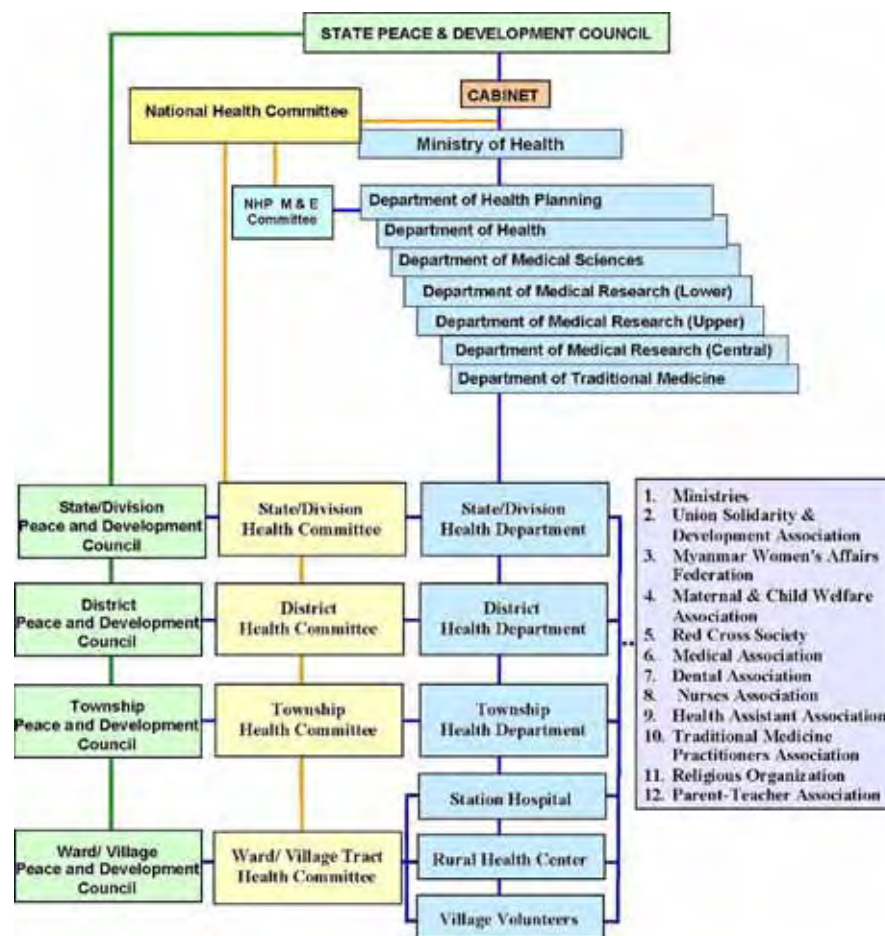 STATE PEACE & DEVELOPMENT COUNCIL
CABINET
National Health Committee
Ministry of Health
NHP M & E
Committee
Department of Health Planning
Department of Health
Department of Medical Sciences
Department of Medical Research (Lower)
Department of Medical Research (Upper)
Department of Medical Research (Central)
Department of Traditional Medicine
State/Division
Peace and Development
Council
State/Division
Health Committee
State/Division
Health Department
District
Peace and Development
Council
District
Health Committee
District
Health Department
Township
Peace and Development
Council
Township
Health Committee
Township
Health Department
Station Hospital
Ward/ Village
Peace and Development
Council
Ward/ Village Tract
Health Committee
Rural Health Center
Village Volunteers
1. Ministries
2. Union Solidarity &
Development Association
3. Myanmar Women's Affairs
Federation
4. Maternal & Child Welfare
Association
5. Red Cross Society
6. Medical Association
7. Dental Association
8. Nurses Association
9. Health Assistant Association
10. Traditional Medicine
Practitioners Association
11. Religious Organization
12. Parent-Teacher Association